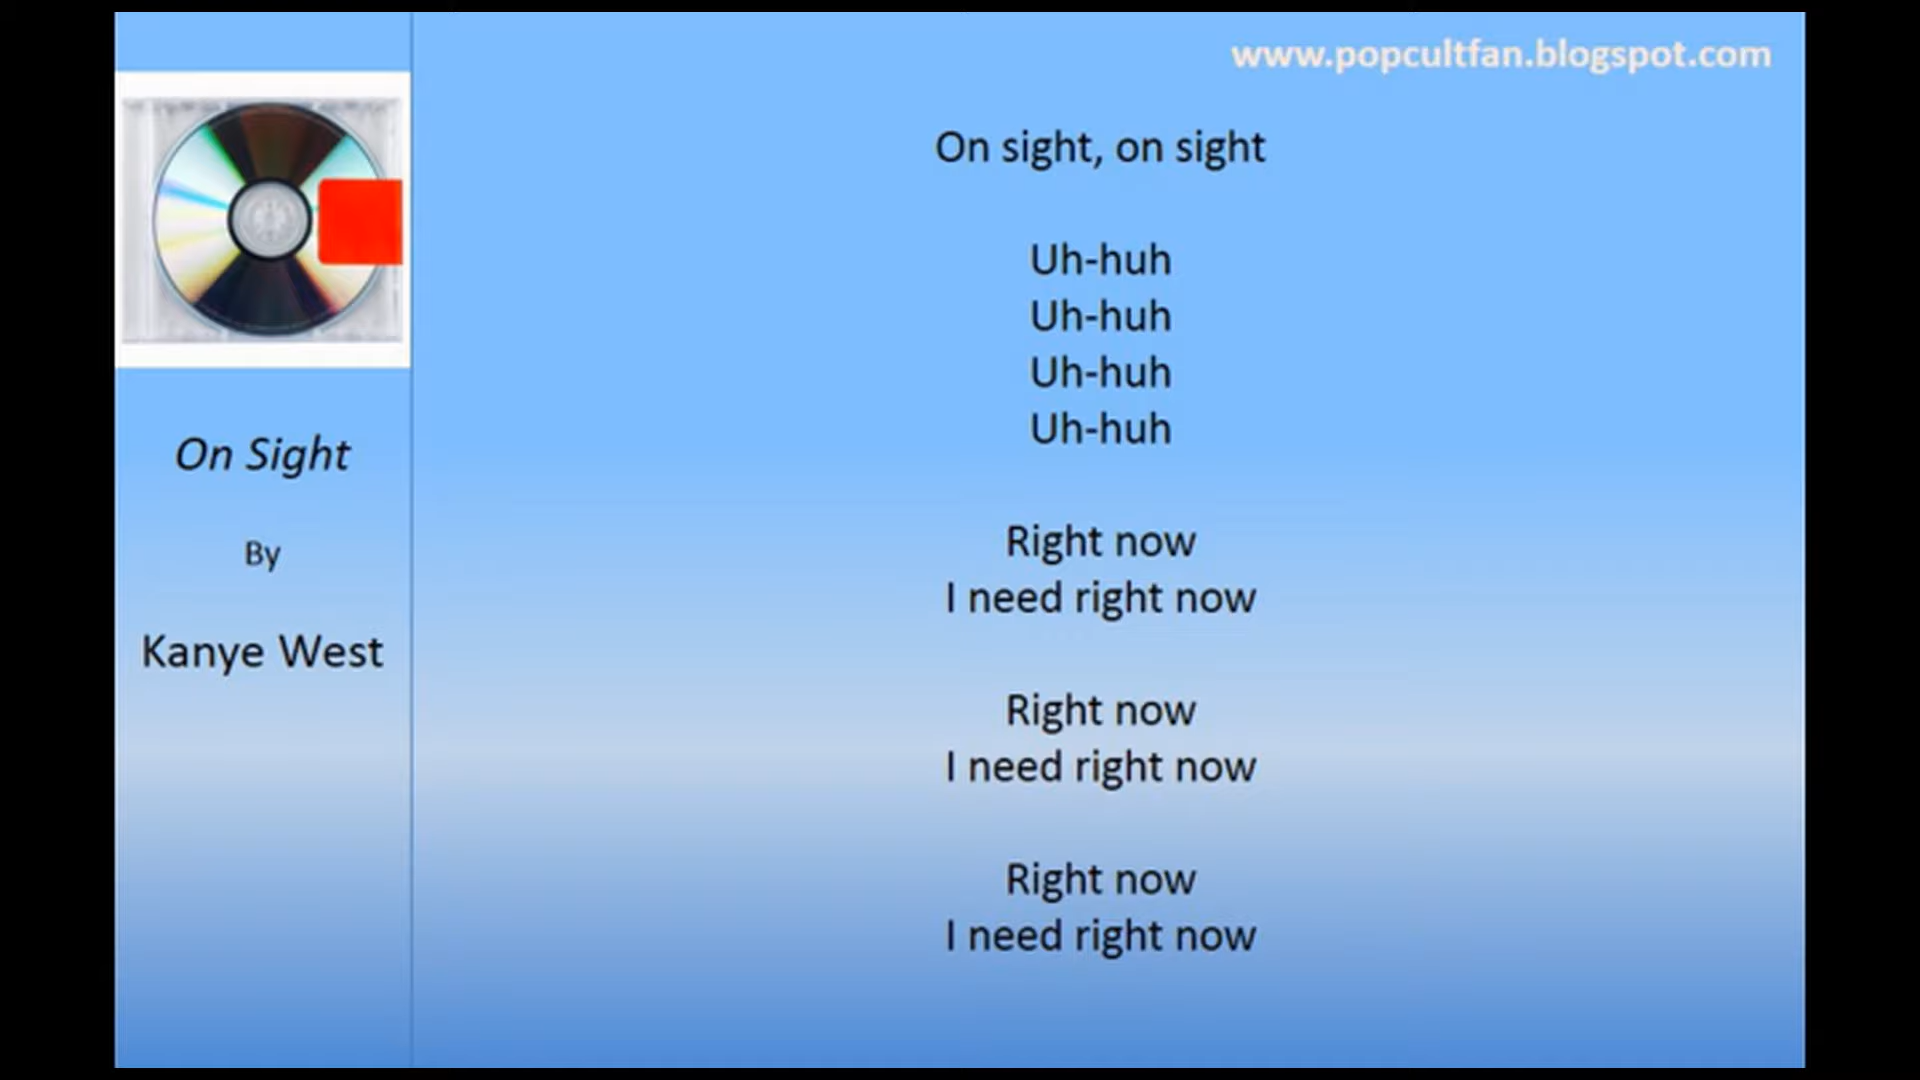 www.popcultfan.blogspot.com
On Sight
By
Kanye West
On sight, on sight
Uh-huh
Uh-huh
Uh-huh
Uh-huh
Right now
I need right now
Right now
I need right now
Right now
I need right now